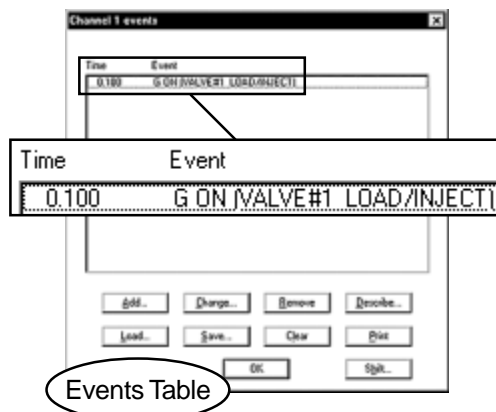 Channel 1 events
Time Event
0.100 G ON (VALVE#1 LOAD/INJECT)
Time Event
0.100 G ON (VALVE#1 LOAD/INJECT)
Add... Change... Remove Describe...
Load... Save... Clear Print
OK Shift...
Events Table